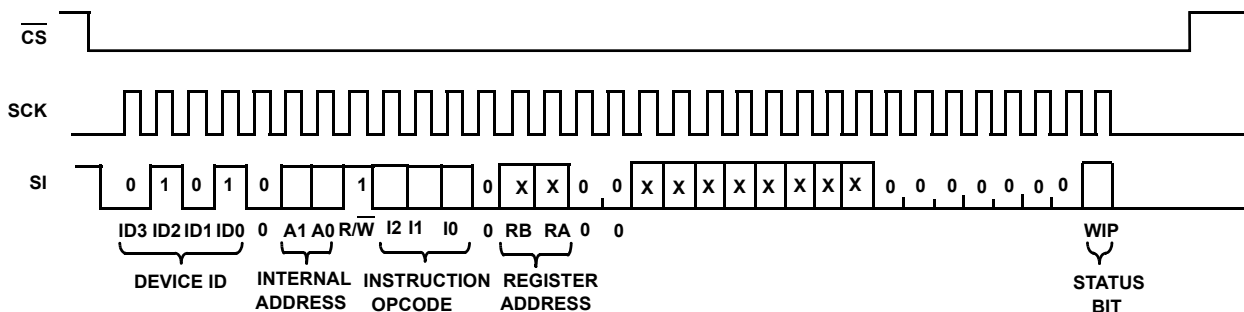 CS
SCK
SI
0 1 0 1 0 1 0 X X 0 0 X X X X X X X X 0 0 0 0 0 0 0
ID3 ID2 ID1 ID0 0 A1 A0 R/W I2 I1 I0 0 RB RA 0 0 WIP
DEVICE ID
INTERNAL
ADDRESS
INSTRUCTION
OPCODE
REGISTER
ADDRESS
STATUS
BIT